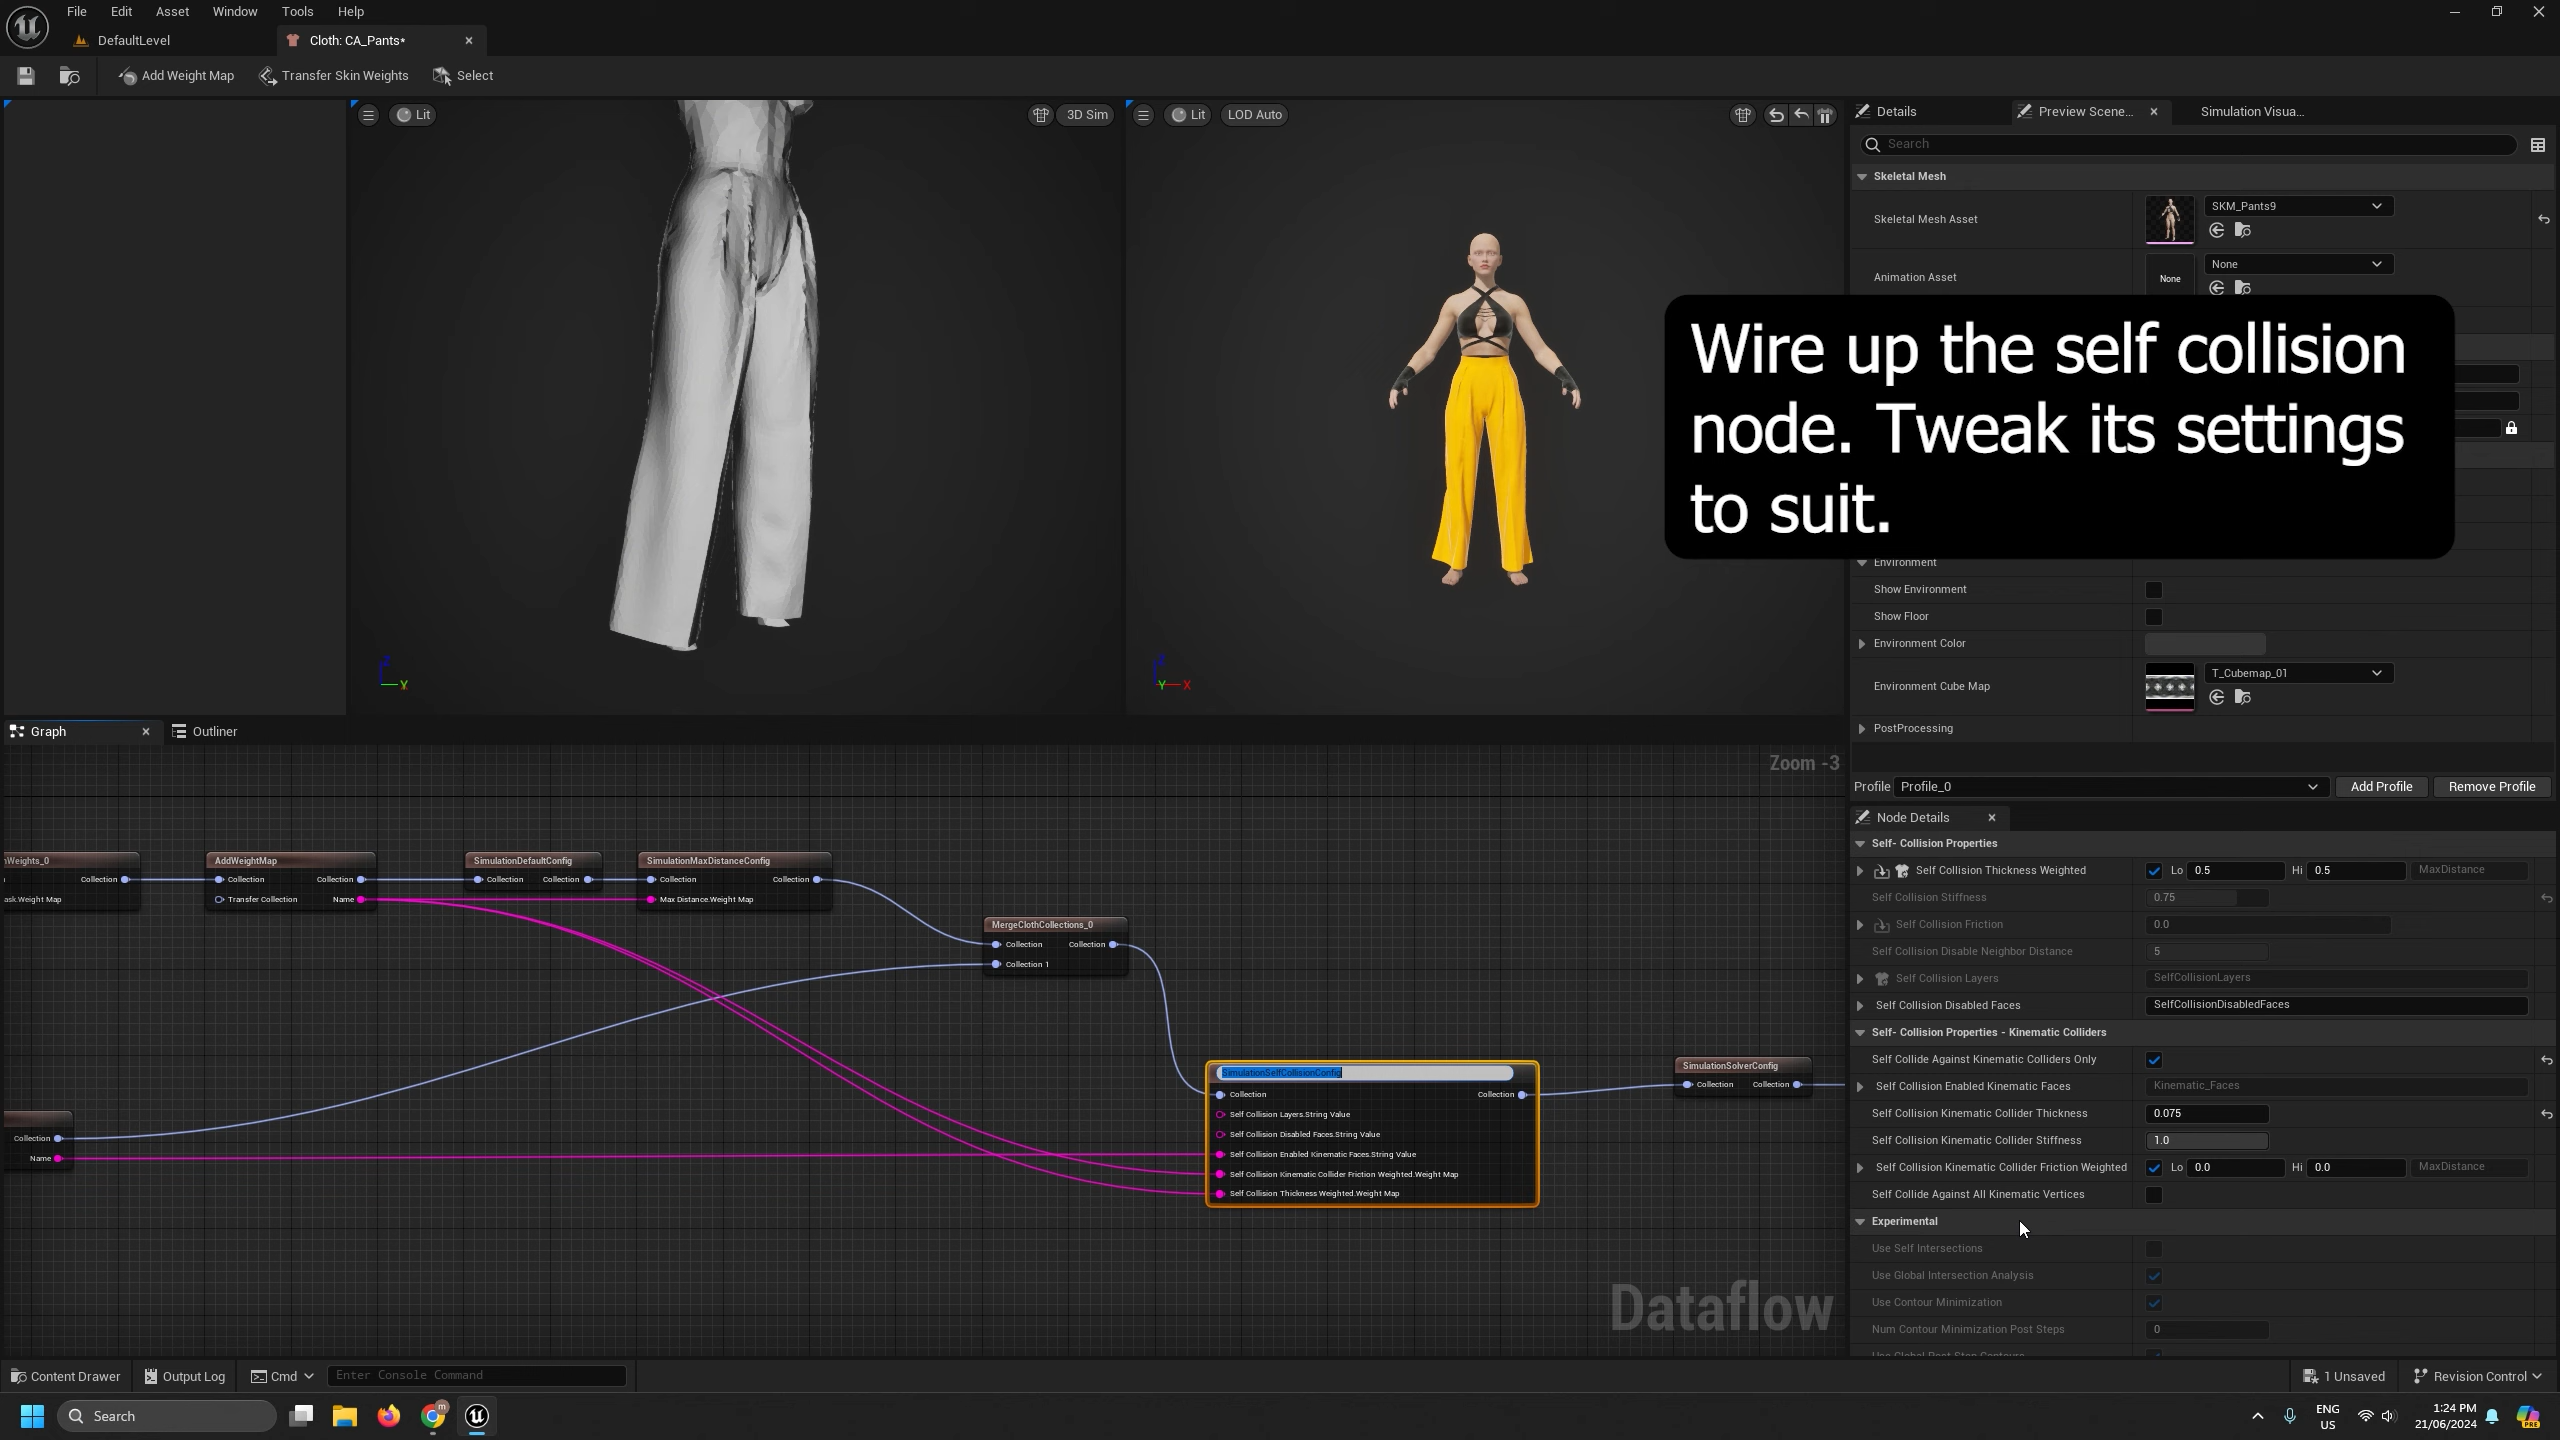 File Edit Asset Window Tools Help
DefaultLevel Cloth: CA_Pants*
Add Weight Map Transfer Skin Weights Select
Lit 3D Sim
Lit LOD Auto
Details Preview Scene... Simulation Visua...
Search
Skeletal Mesh
Skeletal Mesh Asset SKM_Pants9
Animation Asset None None
Wire up the self collision
node. Tweak its settings
to suit.
Environment
Show Environment
Show Floor
Environment Color
Environment Cube Map T_Cubemap_01
PostProcessing
Z Y
Z Y X
Profile Profile_0 Add Profile Remove Profile
Graph Outliner
Zoom -3
nWeights_0
Collection
ask.Weight Map
AddWeightMap
Collection Collection
Transfer Collection Name
SimulationDefaultConfig
Collection Collection
SimulationMaxDistanceConfig
Collection Collection
Max Distance.Weight Map
MergeClothCollections_0
Collection Collection
Collection 1
Collection
Name
SimulationSelfCollisionConfig
Collection Collection
Self Collision Layers.String Value
Self Collision Disabled Faces.String Value
Self Collision Enabled Kinematic Faces.String Value
Self Collision Kinematic Collider Friction Weighted.Weight Map
Self Collision Thickness Weighted.Weight Map
SimulationSolverConfig
Collection Collection
Dataflow
Node Details
Self- Collision Properties
Self Collision Thickness Weighted Lo 0.5 Hi 0.5 MaxDistance
Self Collision Stiffness 0.75
Self Collision Friction 0.0
Self Collision Disable Neighbor Distance 5
Self Collision Layers SelfCollisionLayers
Self Collision Disabled Faces SelfCollisionDisabledFaces
Self- Collision Properties - Kinematic Colliders
Self Collide Against Kinematic Colliders Only
Self Collision Enabled Kinematic Faces Kinematic_Faces
Self Collision Kinematic Collider Thickness 0.075
Self Collision Kinematic Collider Stiffness 1.0
Self Collision Kinematic Collider Friction Weighted Lo 0.0 Hi 0.0 MaxDistance
Self Collide Against All Kinematic Vertices
Experimental
Use Self Intersections
Use Global Intersection Analysis
Use Contour Minimization
Num Contour Minimization Post Steps 0
Content Drawer Output Log Cmd Enter Console Command 1 Unsaved Revision Control
Search
ENG
US
1:24 PM
21/06/2024